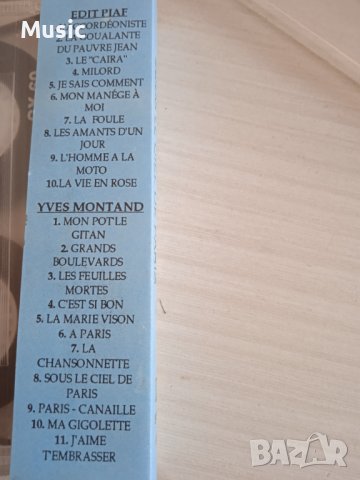 Music
EDIT PIAF
2. LA GOUALANTE
DU PAUVRE JEAN
3. LE "CAIRA"
4. MILORD
5. JE SAIS COMMENT
6. MON MANÉGE À
MOI
7. LA FOULE
8. LES AMANTS D'UN
JOUR
9. L'HOMME A LA
MOTO
10.LA VIE EN ROSE
YVES MONTAND
1. MON POT'LE
GITAN
2. GRANDS
BOULEVARDS
3. LES FEUILLES
MORTES
4. C'EST SI BON
5. LA MARIE VISON
6. A PARIS
7. LA
CHANSONNETTE
8. SOUS LE CIEL DE
PARIS
9. PARIS - CANAILLE
10. MA GIGOLETTE
11. J'AIME
T'EMBRASSER
BAZAR
bg